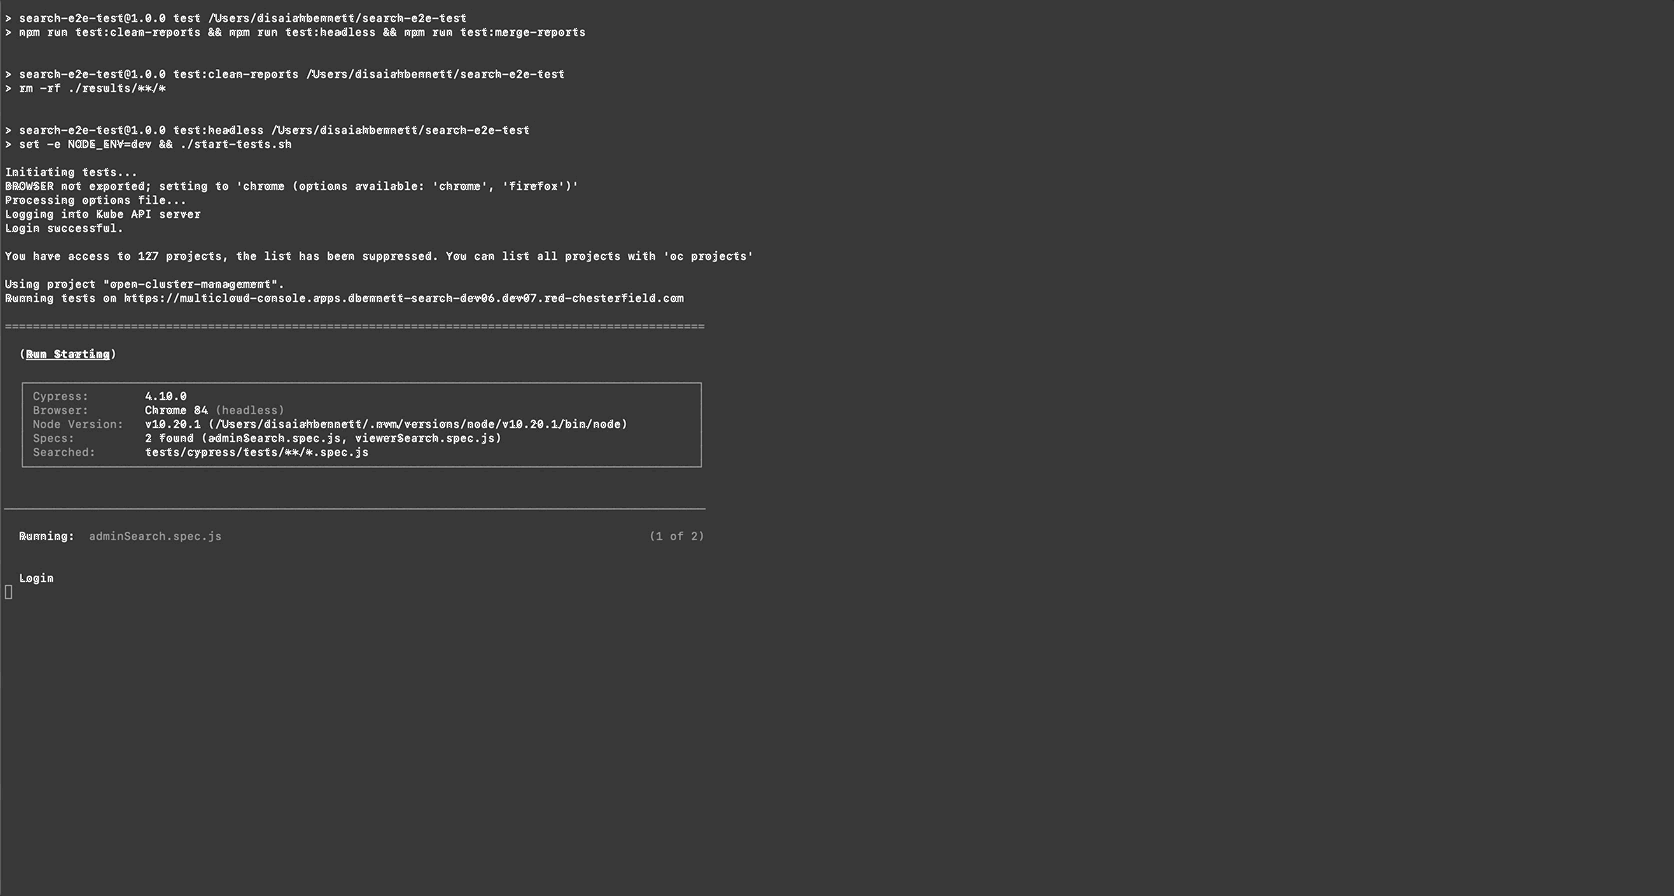 > search-e2e-test@1.0.0 test /Users/disaiahbennett/search-e2e-test
> npm run test:clean-reports && npm run test:headless && npm run test:merge-reports
> search-e2e-test@1.0.0 test:clean-reports /Users/disaiahbennett/search-e2e-test
> rm -rf ./results/**/*
> search-e2e-test@1.0.0 test:headless /Users/disaiahbennett/search-e2e-test
> set -e NODE_ENV=dev && ./start-tests.sh
Initiating tests...
BROWSER not exported; setting to 'chrome (options available: 'chrome', 'firefox')'
Processing options file...
Logging into Kube API server
Login successful.
You have access to 127 projects, the list has been suppressed. You can list all projects with 'oc projects'
Using project "open-cluster-management".
Running tests on https://multicloud-console.apps.dbennett-search-dev06.dev07.red-chesterfield.com
====================================================================================================
(Run Starting)
Cypress: 4.10.0
Browser: Chrome 84 (headless)
Node Version: v10.20.1 (/Users/disaiahbennett/.nvm/versions/node/v10.20.1/bin/node)
Specs: 2 found (adminSearch.spec.js, viewerSearch.spec.js)
Searched: tests/cypress/tests/**/*.spec.js
Running: adminSearch.spec.js (1 of 2)
Login